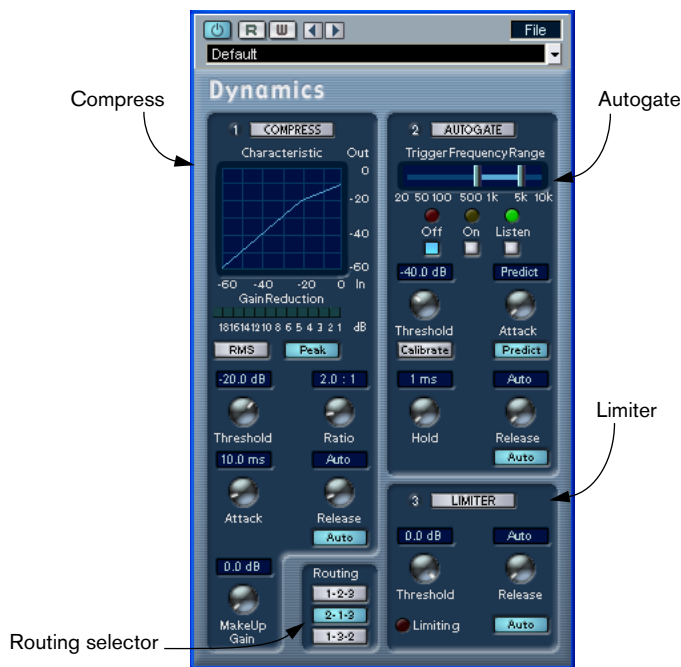 R W File
Default
Dynamics
Compress
1 COMPRESS
Characteristic Out
0
-20
-40
-60
-60 -40 -20 0 In
GainReduction
18 16 14 12 10 8 6 5 4 3 2 1 dB
RMS Peak
-20.0 dB 2.0 : 1
Threshold Ratio
10.0 ms Auto
Attack Release
Auto
0.0 dB
MakeUp
Gain
Routing selector
Routing
1-2-3
2-1-3
1-3-2
Autogate
2 AUTOGATE
Trigger Frequency Range
20 50 100 500 1k 5k 10k
Off On Listen
-40.0 dB Predict
Threshold Attack
Calibrate Predict
1 ms Auto
Hold Release
Auto
Limiter
3 LIMITER
0.0 dB Auto
Threshold Release
Limiting Auto